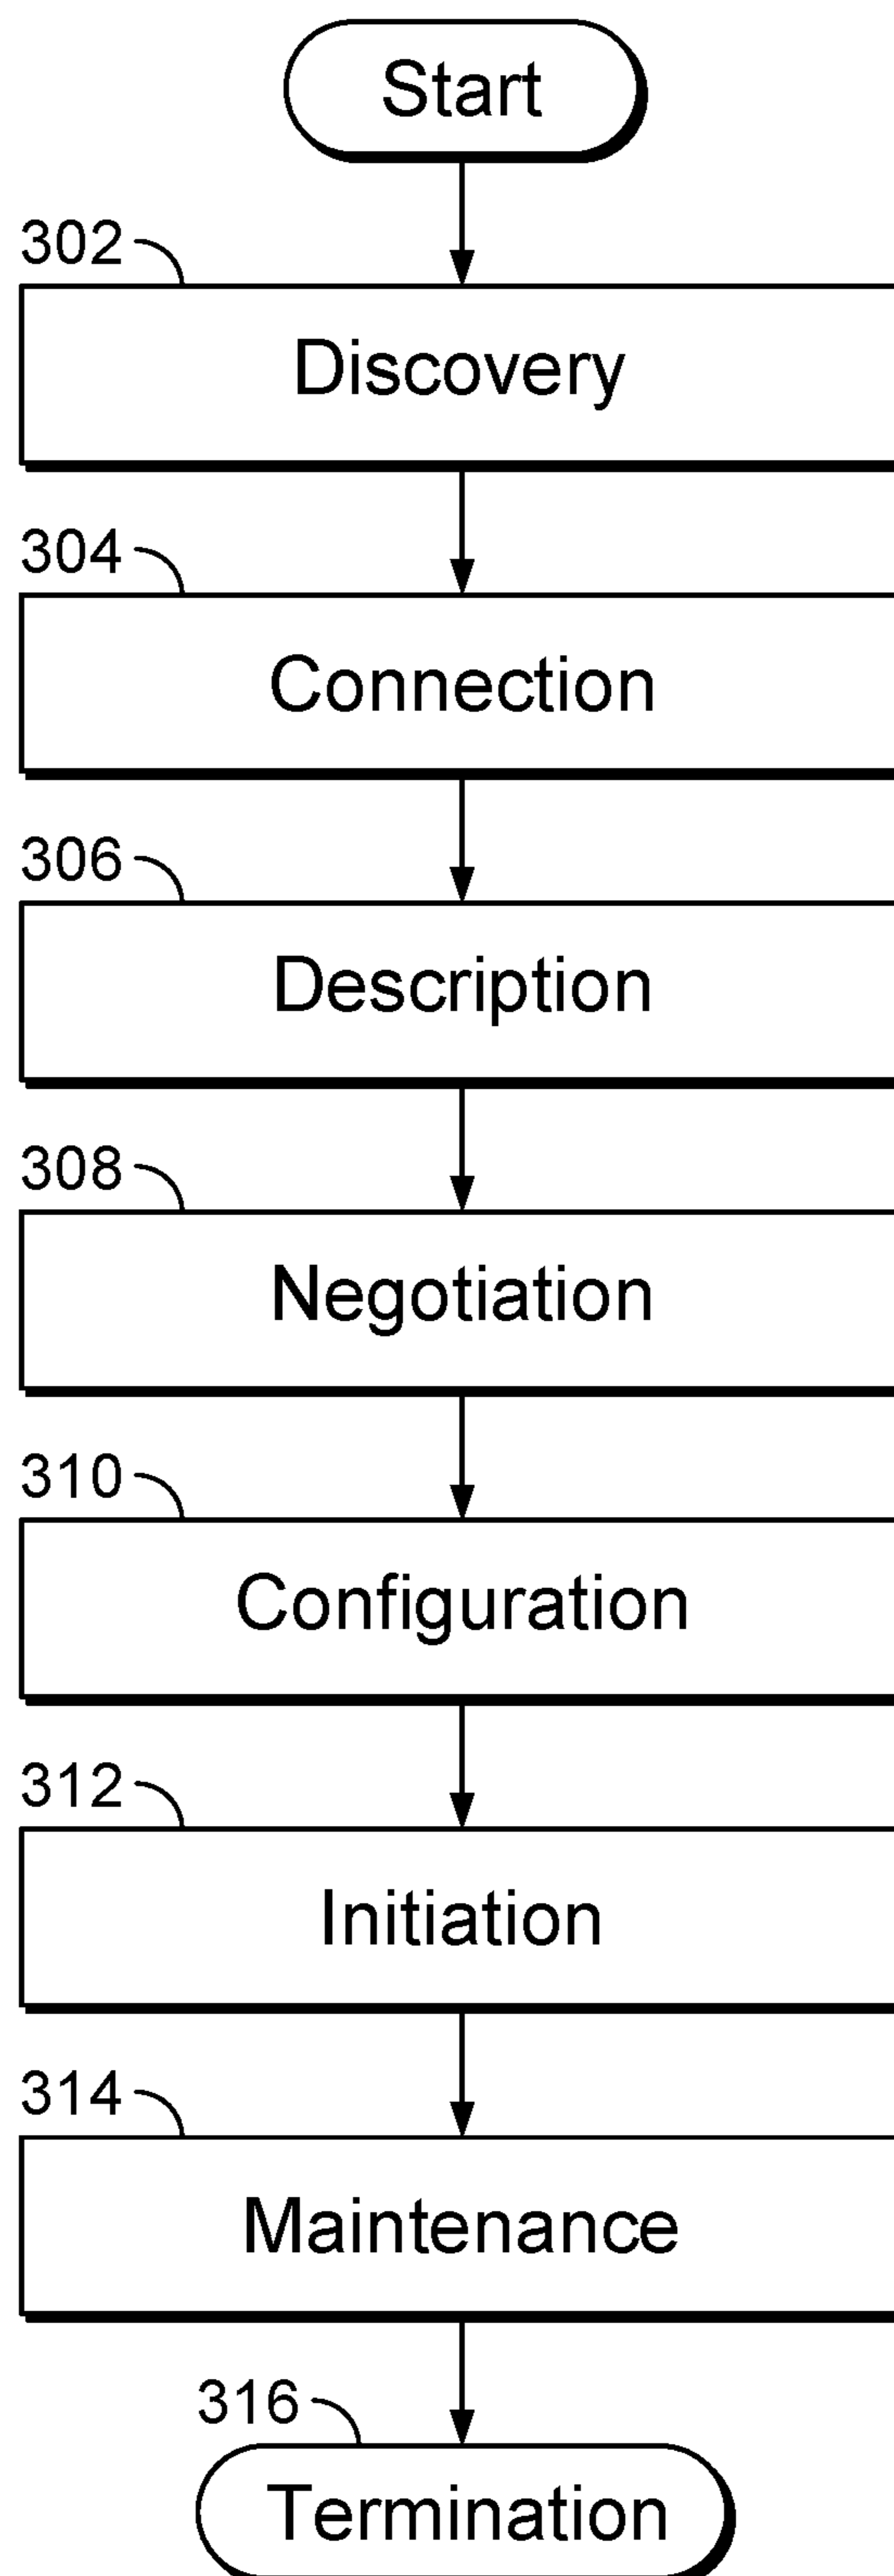 Start
302
Discovery
304
Connection
306
Description
308
Negotiation
310
Configuration
312
Initiation
314
Maintenance
316
Termination